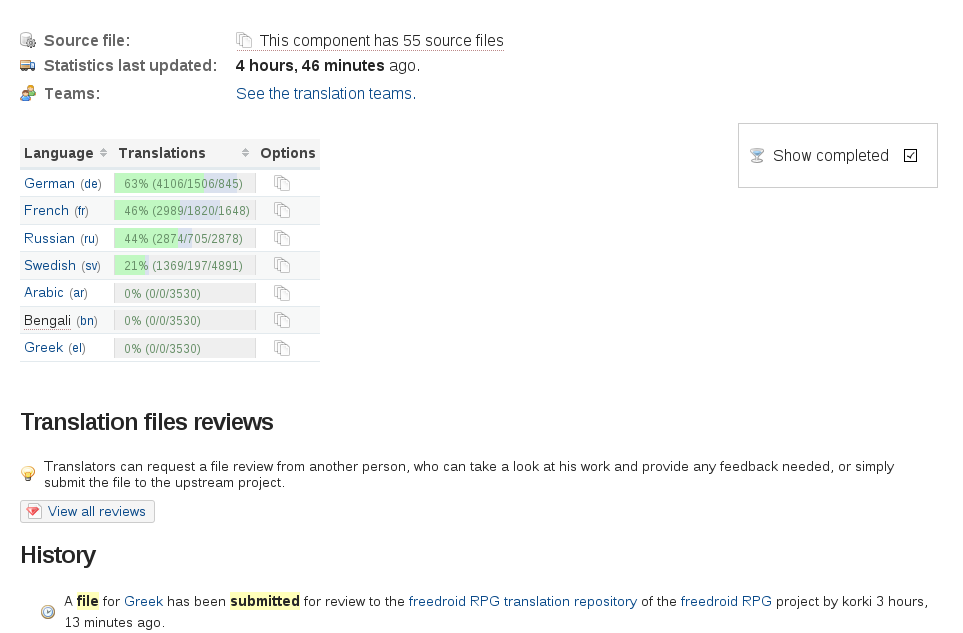 Source file: This component has 55 source files
Statistics last updated: 4 hours, 46 minutes ago.
Teams: See the translation teams.
Show completed
Language Translations Options
German (de) 63% (4106/1506/845)
French (fr) 46% (2989/1820/1648)
Russian (ru) 44% (2874/705/2878)
Swedish (sv) 21% (1369/197/4891)
Arabic (ar) 0% (0/0/3530)
Bengali (bn) 0% (0/0/3530)
Greek (el) 0% (0/0/3530)
Translation files reviews
Translators can request a file review from another person, who can take a look at his work and provide any feedback needed, or simply
submit the file to the upstream project.
View all reviews
History
A file for Greek has been submitted for review to the freedroid RPG translation repository of the freedroid RPG project by korki 3 hours,
13 minutes ago.